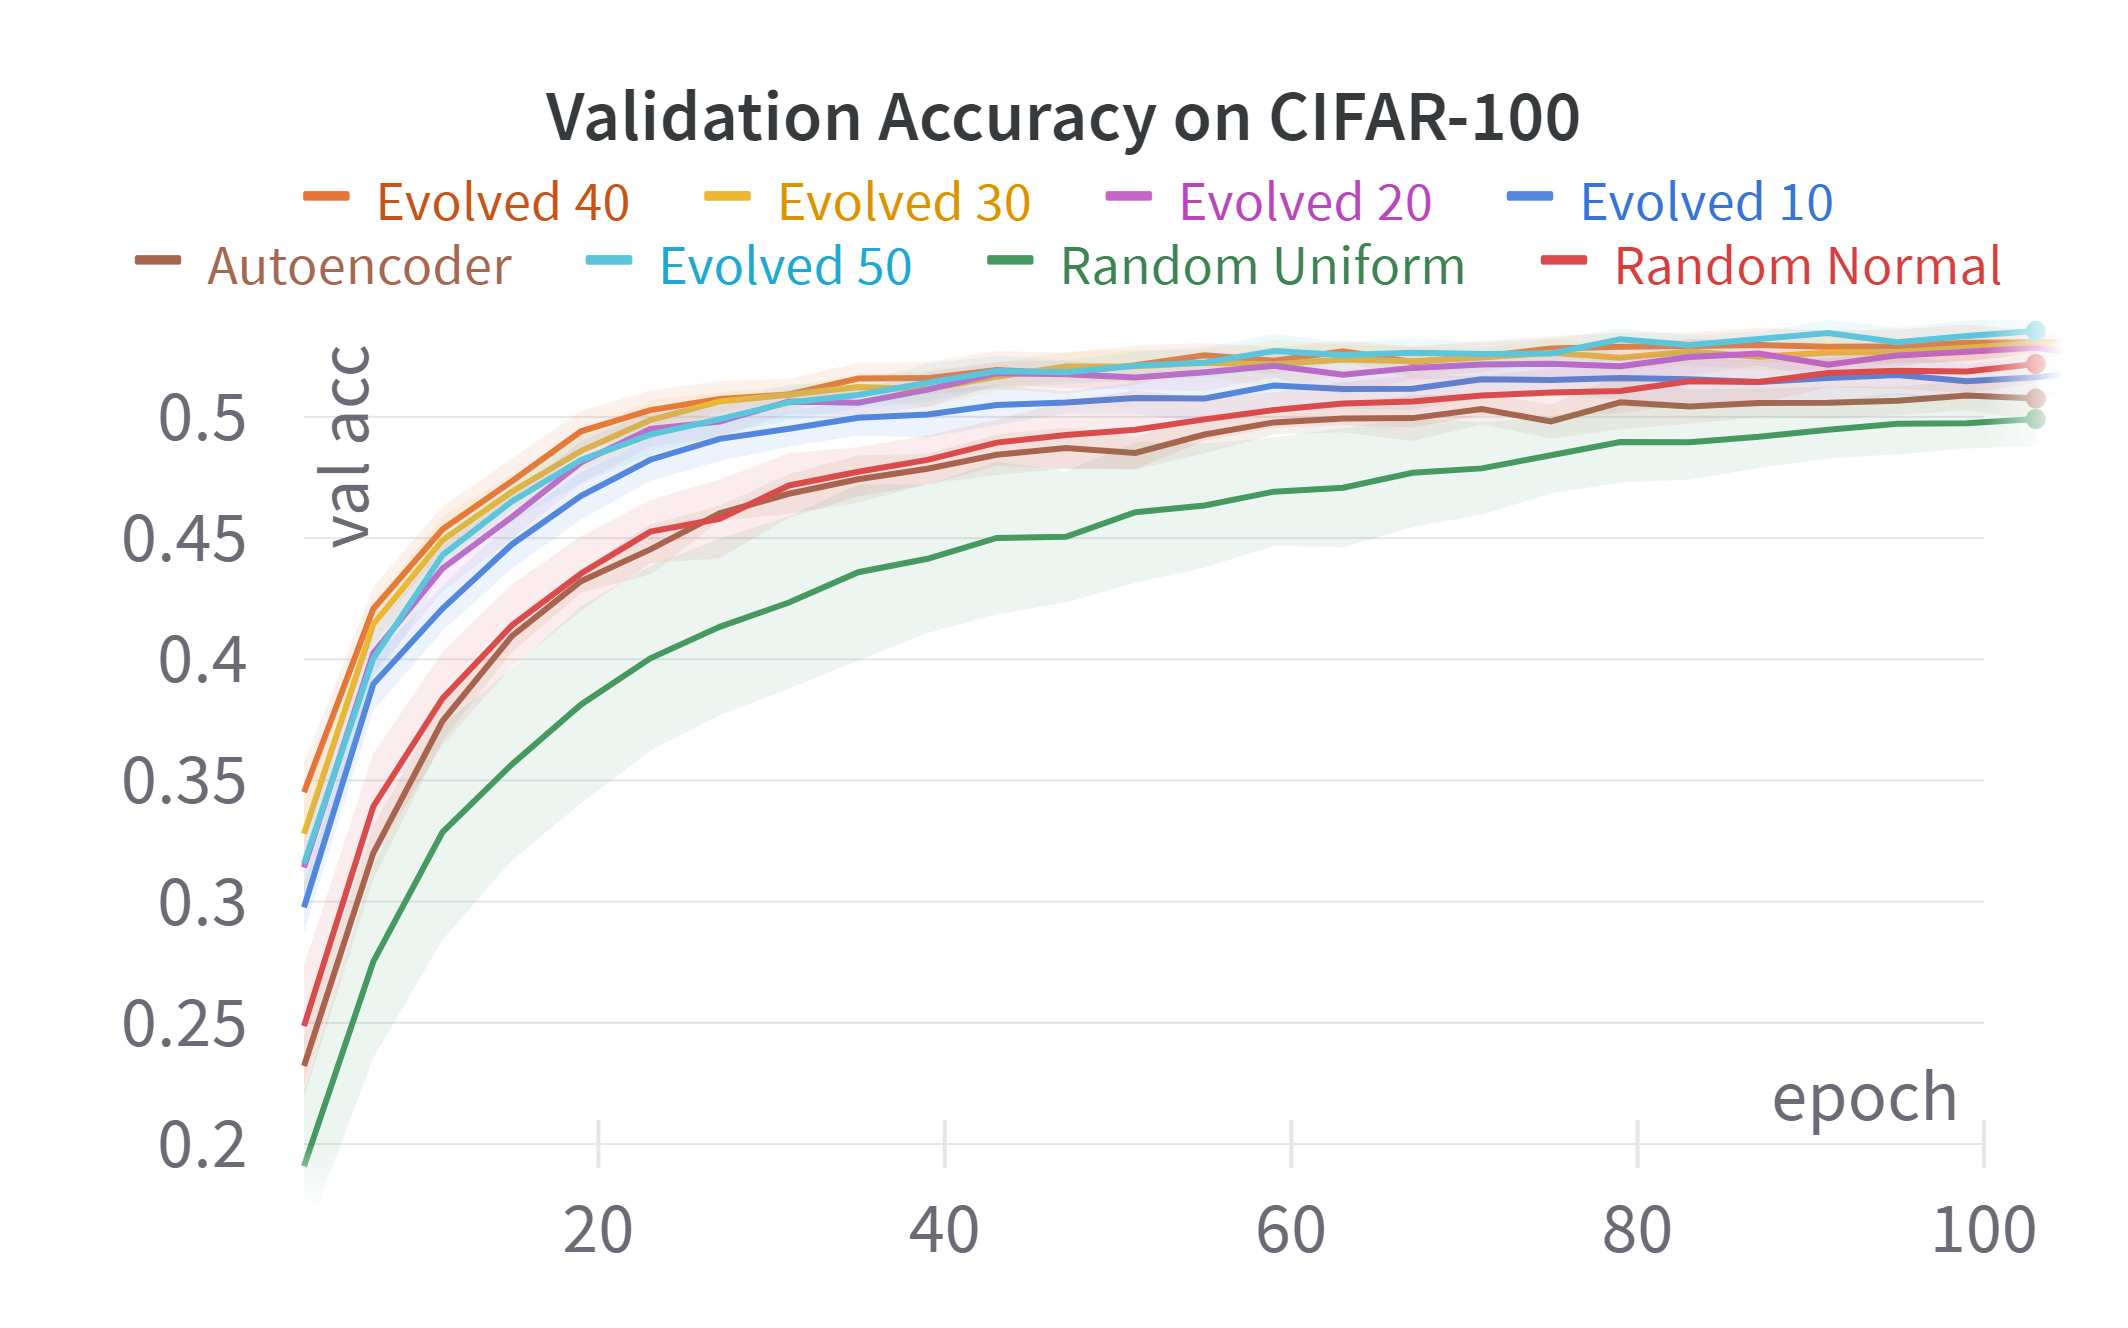 Validation Accuracy on CIFAR-100
Evolved 40 Evolved 30 Evolved 20 Evolved 10
Autoencoder Evolved 50 Random Uniform Random Normal
val acc
0.5
0.45
0.4
0.35
0.3
0.25
0.2
epoch
20 40 60 80 100